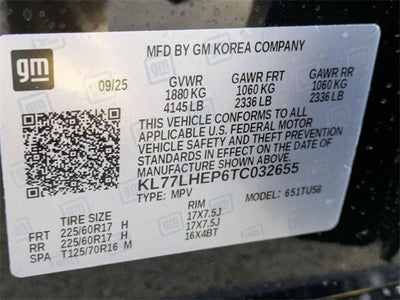 gm
MFD BY GM KOREA COMPANY
09/25 GVWR GAWR FRT GAWR RR
1880 KG 1060 KG 1060 KG
4145 LB 2336 LB 2336 LB
THIS VEHICLE CONFORMS TO ALL
APPLICABLE U.S. FEDERAL MOTOR
VEHICLE SAFETY AND THEFT PREVENTION
STANDARDS IN EFFECT ON THE DATE OF
MANUFACTURE SHOWN ABOVE.
KL77LHEP6TC032655
TYPE: MPV MODEL: 651TU58
TIRE SIZE RIM
FRT 225/60R17 H 17X7.5J
RR 225/60R17 H 17X7.5J
SPA T125/70R16 M 16X4BT